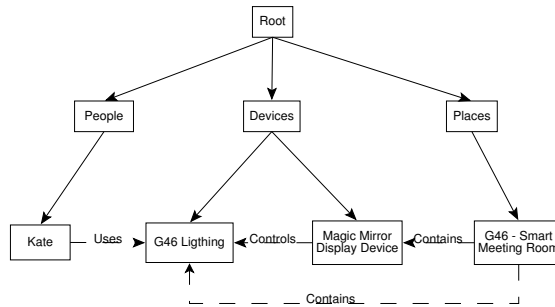 Root
People
Devices
Places
Kate
Uses
G46 Ligthing
Controls
Magic Mirror
Display Device
Contains
G46 - Smart
Meeting Room
Contains